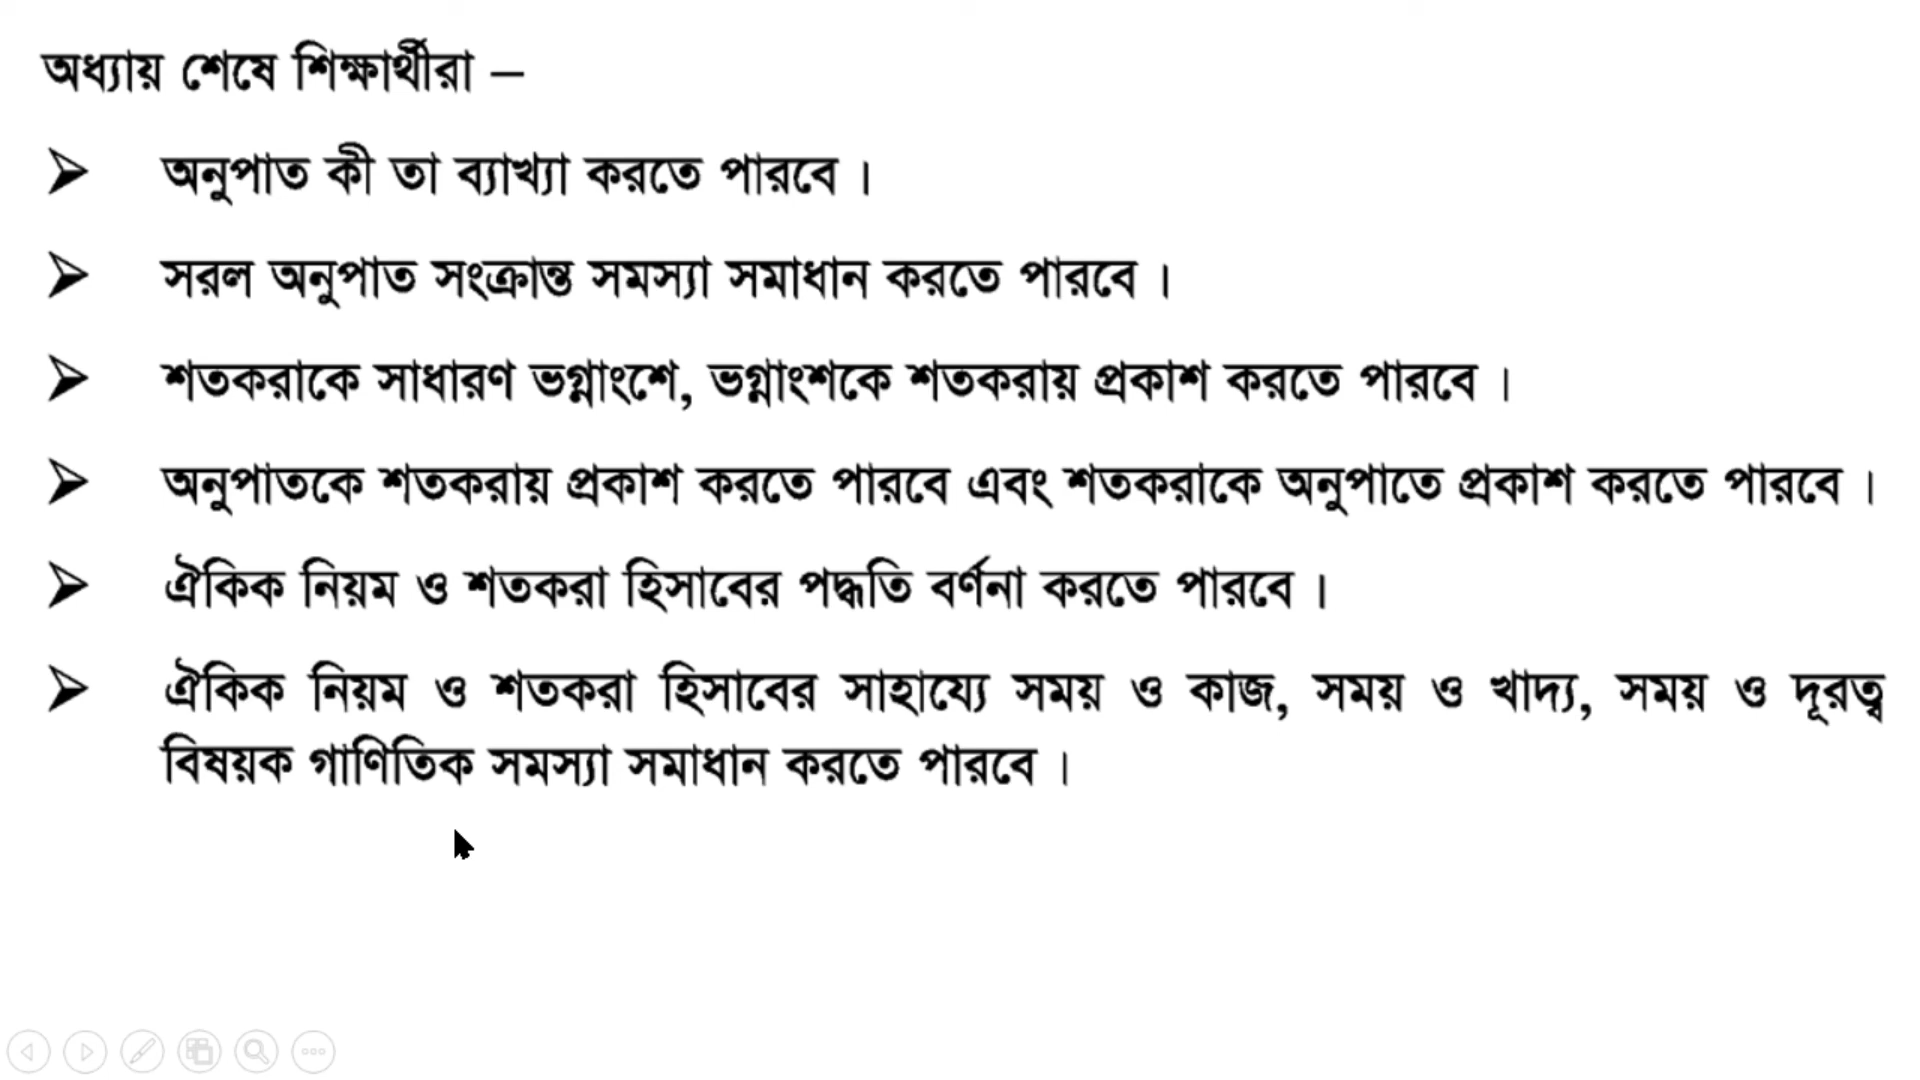 অধ্যায় শেষে শিক্ষার্থীরা –
➢ অনুপাত কী তা ব্যাখ্যা করতে পারবে ।
➢ সরল অনুপাত সংক্রান্ত সমস্যা সমাধান করতে পারবে ।
➢ শতকরাকে সাধারণ ভগ্নাংশে, ভগ্নাংশকে শতকরায় প্রকাশ করতে পারবে ।
➢ অনুপাতকে শতকরায় প্রকাশ করতে পারবে এবং শতকরাকে অনুপাতে প্রকাশ করতে পারবে ।
➢ ঐকিক নিয়ম ও শতকরা হিসাবের পদ্ধতি বর্ণনা করতে পারবে ।
➢ ঐকিক নিয়ম ও শতকরা হিসাবের সাহায্যে সময় ও কাজ, সময় ও খাদ্য, সময় ও দূরত্ব
বিষয়ক গাণিতিক সমস্যা সমাধান করতে পারবে ।